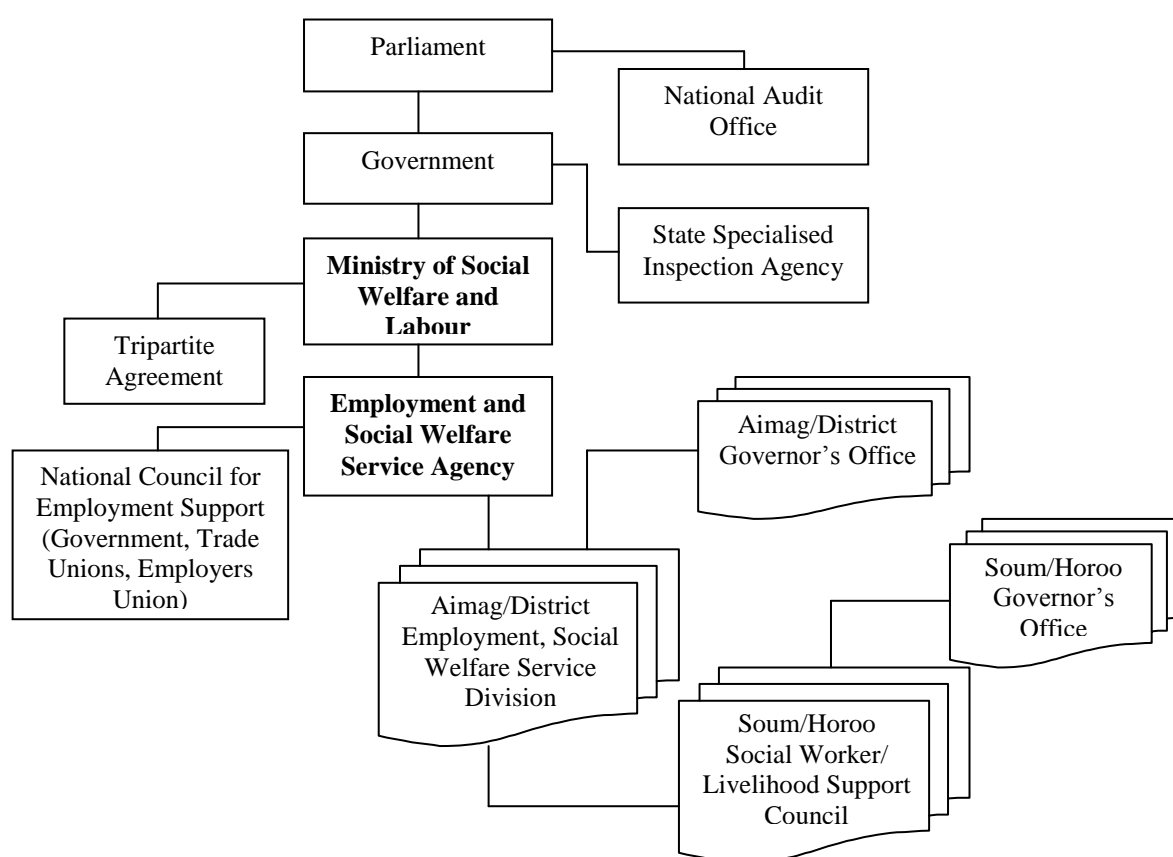 Parliament
National Audit
Office
Government
State Specialised
Inspection Agency
Ministry of Social
Welfare and
Labour
Tripartite
Agreement
Employment and
Social Welfare
Service Agency
Aimag/District
Governor's Office
National Council for
Employment Support
(Government, Trade
Unions, Employers
Union)
Soum/Horoo
Governor's
Office
Aimag/District
Employment, Social
Welfare Service
Division
Soum/Horoo
Social Worker/
Livelihood Support
Council